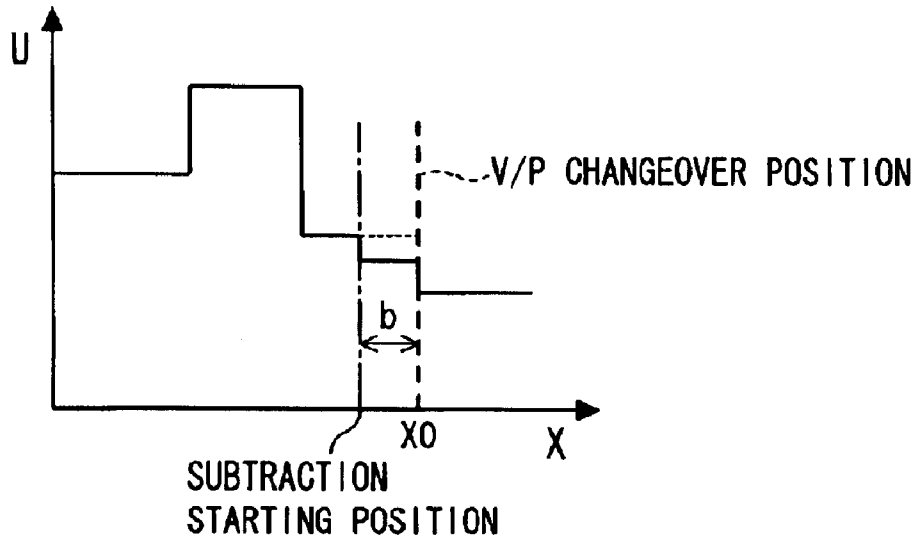 U
V/P CHANGEOVER POSITION
b
X0
X
SUBTRACTION
STARTING POSITION